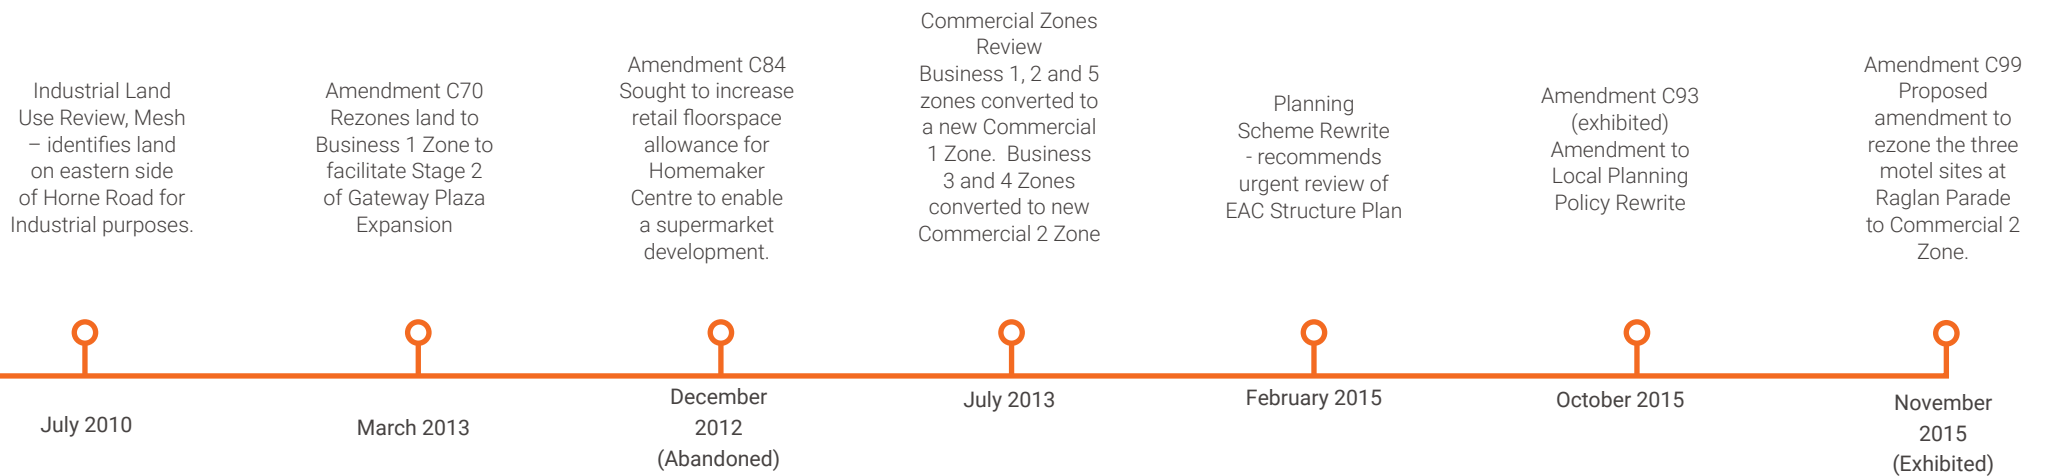 Industrial Land
Use Review, Mesh
– identifies land
on eastern side
of Horne Road for
Industrial purposes.
July 2010
Amendment C70
Rezones land to
Business 1 Zone to
facilitate Stage 2
of Gateway Plaza
Expansion
March 2013
Amendment C84
Sought to increase
retail floorspace
allowance for
Homemaker
Centre to enable
a supermarket
development.
December
2012
(Abandoned)
Commercial Zones
Review
Business 1, 2 and 5
zones converted to
a new Commercial
1 Zone.  Business
3 and 4 Zones
converted to new
Commercial 2 Zone
July 2013
Planning
Scheme Rewrite
- recommends
urgent review of
EAC Structure Plan
February 2015
Amendment C93
(exhibited)
Amendment to
Local Planning
Policy Rewrite
October 2015
Amendment C99
Proposed
amendment to
rezone the three
motel sites at
Raglan Parade
to Commercial 2
Zone.
November
2015
(Exhibited)